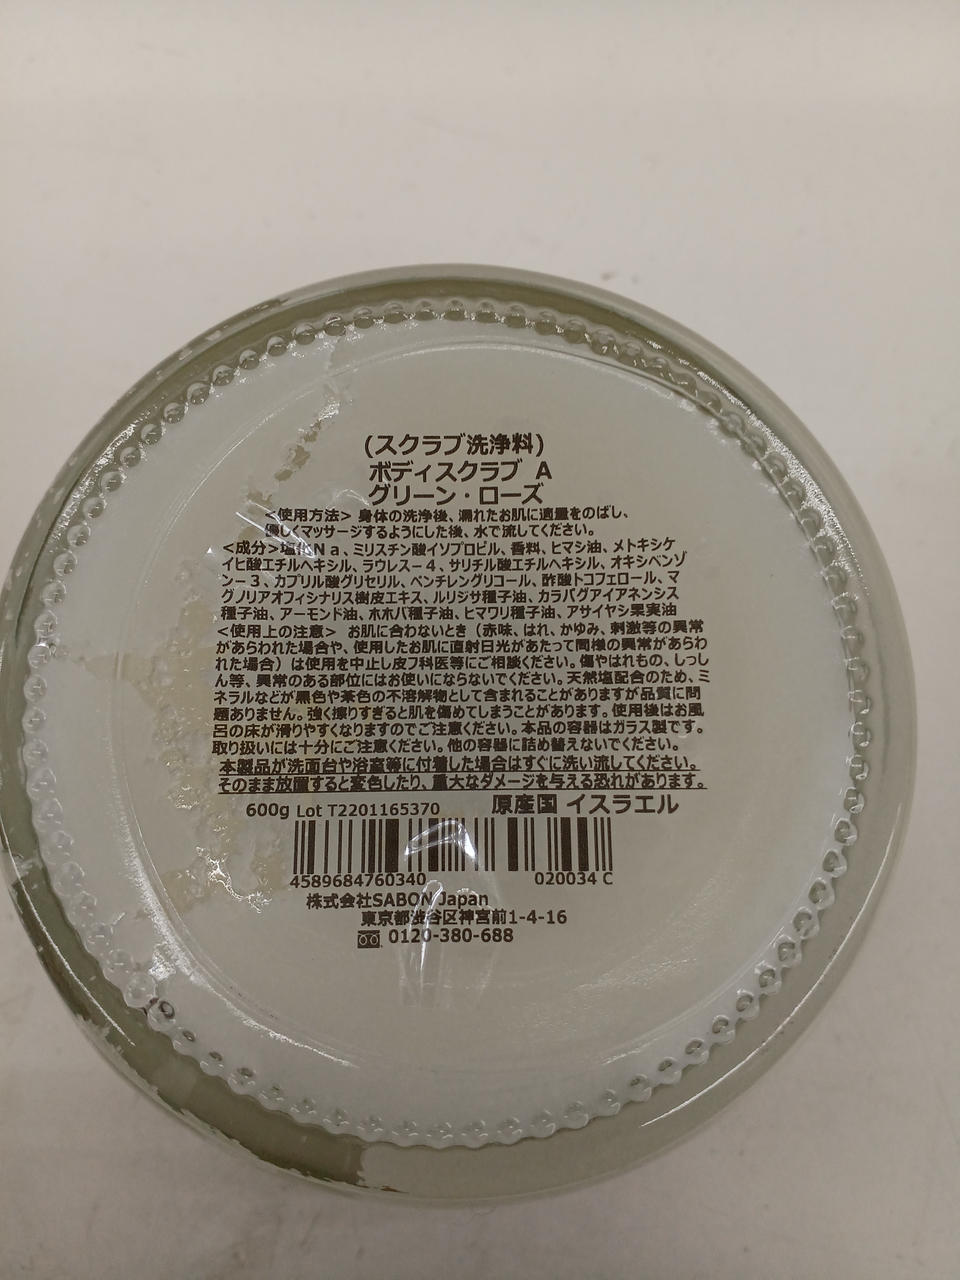 (スクラブ洗浄料)
ボディスクラブ A
グリーン・ローズ
<使用方法> 身体の洗浄後、濡れたお肌に適量をのばし、
優しくマッサージするようにした後、水で流してください。
<成分>塩化Na、ミリスチン酸イソプロピル、香料、ヒマシ油、メトキシケ
イヒ酸エチルヘキシル、ラウレス-4、サリチル酸エチルヘキシル、オキシベンゾ
ン-3、カプリル酸グリセリル、ペンチレングリコール、酢酸トコフェロール、マ
グノリアオフィシナリス樹皮エキス、ルリジサ種子油、カラパグアイアネンシス
種子油、アーモンド油、ホホバ種子油、ヒマワリ種子油、アサイヤシ果実油
<使用上の注意> お肌に合わないとき（赤味、はれ、かゆみ、刺激等の異常
があらわれた場合や、使用したお肌に直射日光があたって同様の異常があらわ
れた場合）は使用を中止し皮フ科医等にご相談ください。傷やはれもの、しっし
ん等、異常のある部位にはお使いにならないでください。天然塩配合のため、ミ
ネラルなどが黒色や茶色の不溶解物として含まれることがありますが品質に問
題ありません。強く擦りすぎると肌を傷めてしまうことがあります。使用後はお風
呂の床が滑りやすくなりますのでご注意ください。本品の容器はガラス製です。
取り扱いには十分にご注意ください。他の容器に詰め替えないでください。
本製品が洗面台や浴室等に付着した場合はすぐに洗い流してください。
そのまま放置すると変色したり、重大なダメージを与える恐れがあります。
600g Lot T2201165370 原産国 イスラエル
4589684760340 020034 C
株式会社SABON Japan
東京都渋谷区神宮前1-4-16
0120-380-688